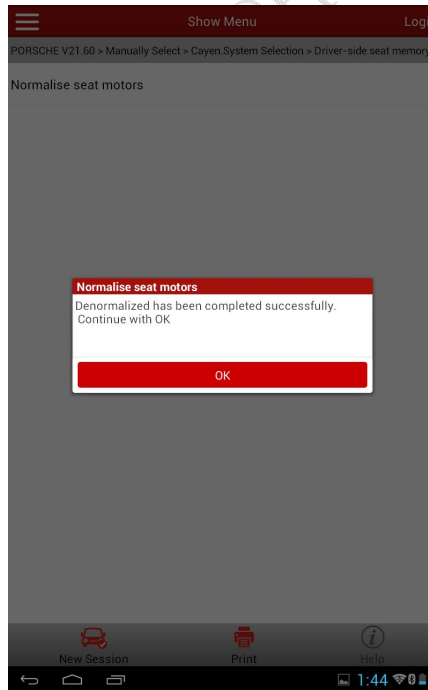 Show Menu
Logi
PORSCHE V21.60 > Manually Select > Cayen.System Selection > Driver-side seat memory
Normalise seat motors
Normalise seat motors
Denormalized has been completed successfully.
Continue with OK
OK
New Session
Print
Help
1:44